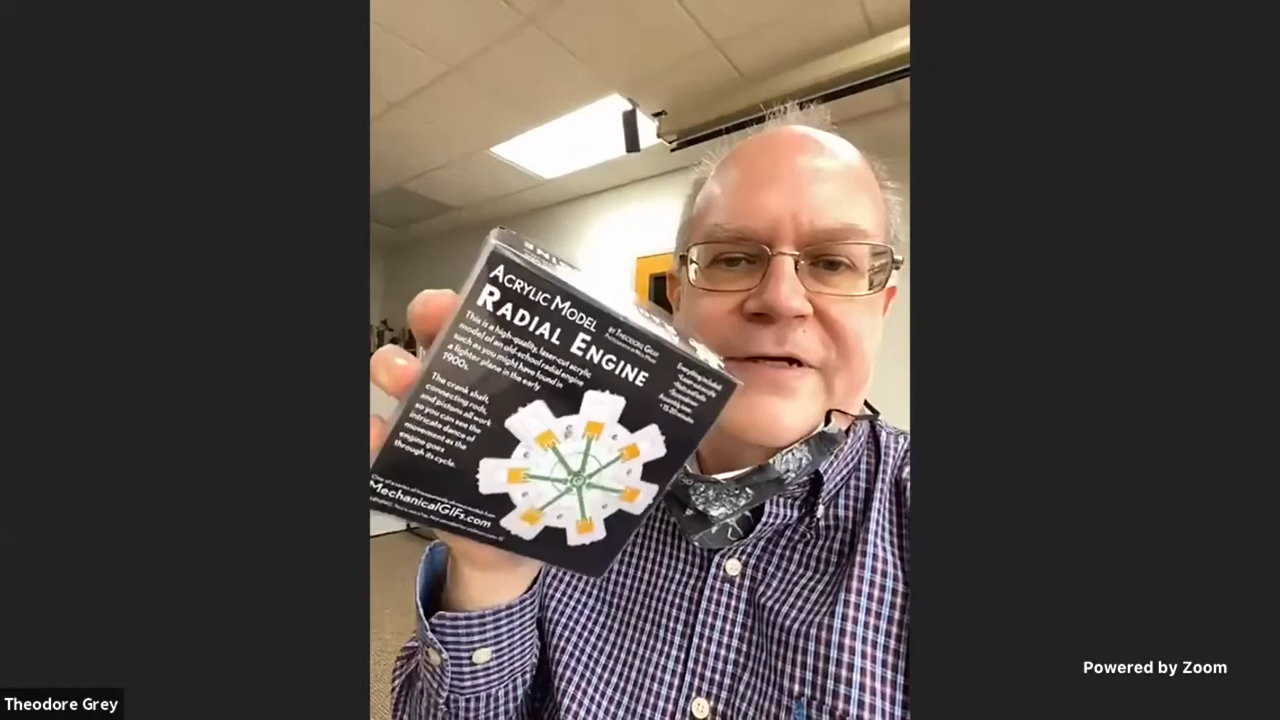 ACRYLIC MODEL
RADIAL ENGINE
BY THEODORE GRAY
This is a high-quality, laser-cut acrylic
model of an old-school radial engine
such as you might have found in
a fighter plane in the early
1900s.
The crank shaft,
connecting rods,
and pistons all work
so you can see the
intricate dance of
movement as the
engine goes
through its cycle.
Everything included:
MechanicalGIFs.com
Powered by Zoom
Theodore Grey